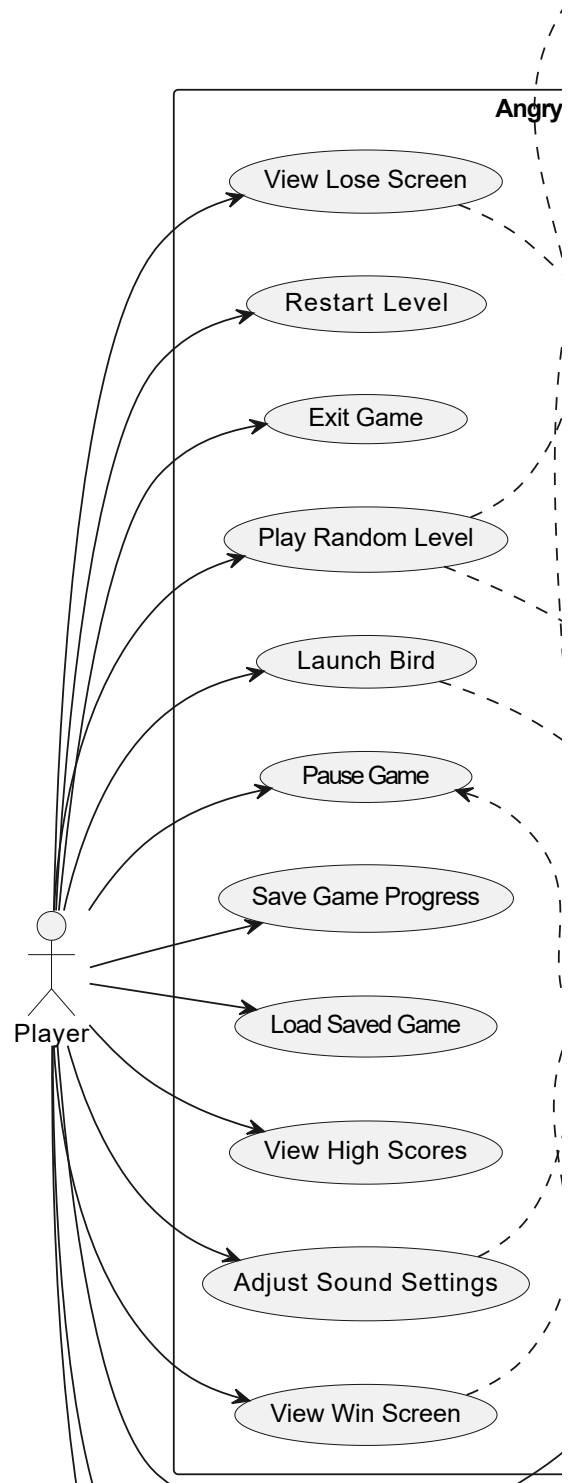 Angry
View Lose Screen
Restart Level
Exit Game
Play Random Level
Launch Bird
Pause Game
Save Game Progress
Load Saved Game
Player
View High Scores
Adjust Sound Settings
View Win Screen